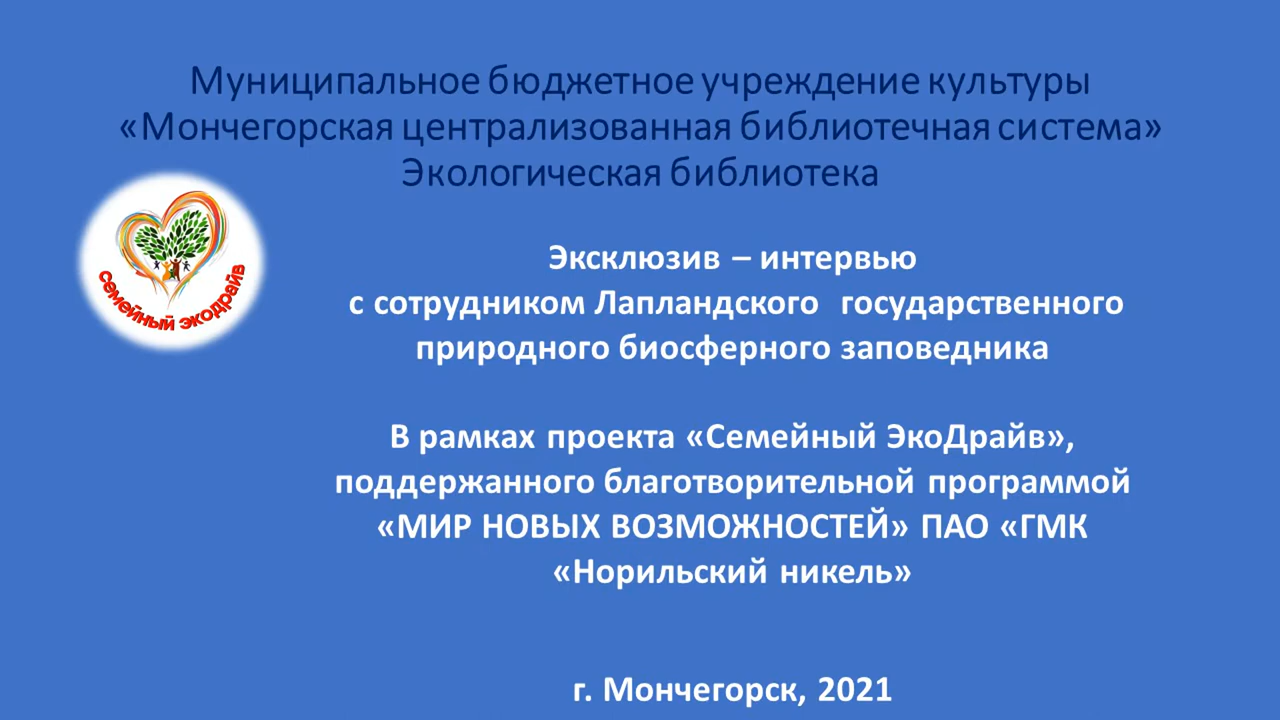 Муниципальное бюджетное учреждение культуры
«Мончегорская централизованная библиотечная система»
Экологическая библиотека
семейный экодрайв
Эксклюзив – интервью
с сотрудником Лапландского государственного
природного биосферного заповедника
В рамках проекта «Семейный ЭкоДрайв»,
поддержанного благотворительной программой
«МИР НОВЫХ ВОЗМОЖНОСТЕЙ» ПАО «ГМК
«Норильский никель»
г. Мончегорск, 2021